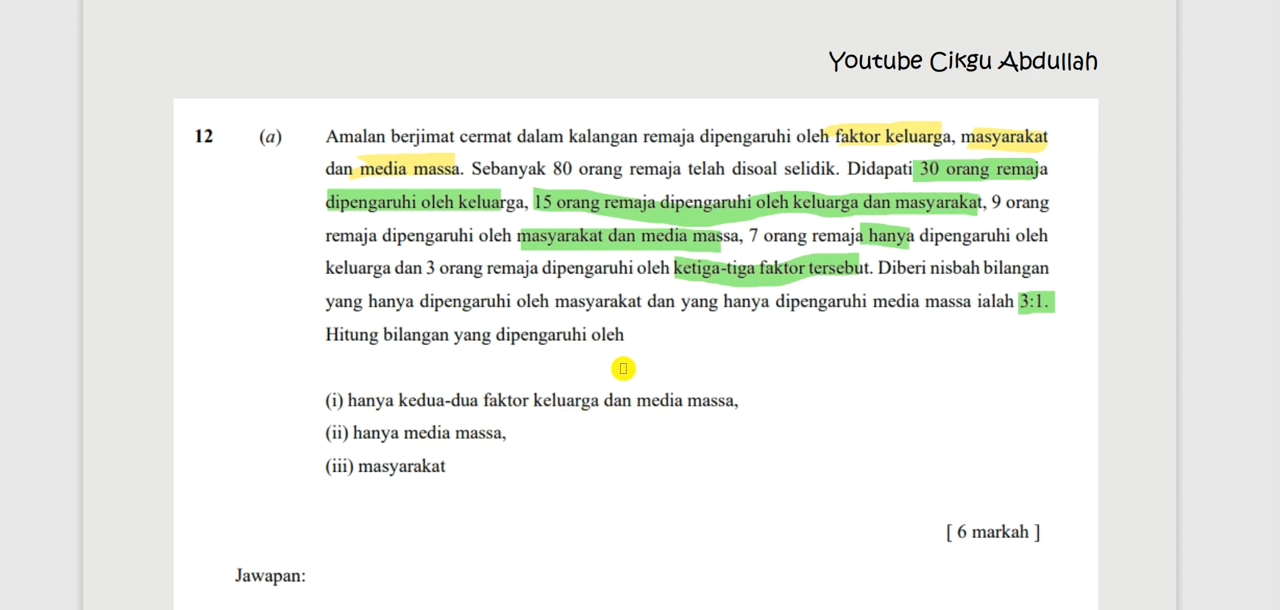 Youtube Cikgu Abdullah
12 (a) Amalan berjimat cermat dalam kalangan remaja dipengaruhi oleh faktor keluarga, masyarakat
dan media massa. Sebanyak 80 orang remaja telah disoal selidik. Didapati 30 orang remaja
dipengaruhi oleh keluarga, 15 orang remaja dipengaruhi oleh keluarga dan masyarakat, 9 orang
remaja dipengaruhi oleh masyarakat dan media massa, 7 orang remaja hanya dipengaruhi oleh
keluarga dan 3 orang remaja dipengaruhi oleh ketiga-tiga faktor tersebut. Diberi nisbah bilangan
yang hanya dipengaruhi oleh masyarakat dan yang hanya dipengaruhi media massa ialah 3:1.
Hitung bilangan yang dipengaruhi oleh
(i) hanya kedua-dua faktor keluarga dan media massa,
(ii) hanya media massa,
(iii) masyarakat
[ 6 markah ]
Jawapan: